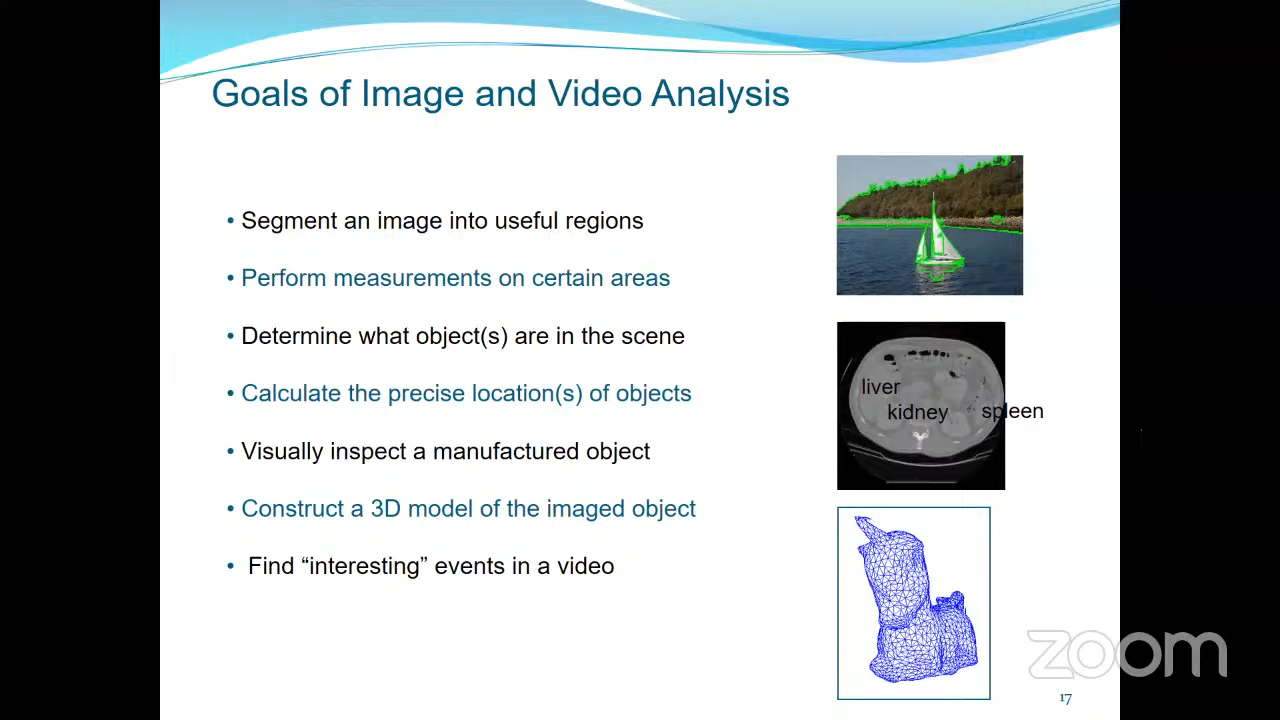 Goals of Image and Video Analysis
• Segment an image into useful regions
• Perform measurements on certain areas
• Determine what object(s) are in the scene
• Calculate the precise location(s) of objects
• Visually inspect a manufactured object
• Construct a 3D model of the imaged object
• Find “interesting” events in a video
liver
kidney
spleen
zoom
17